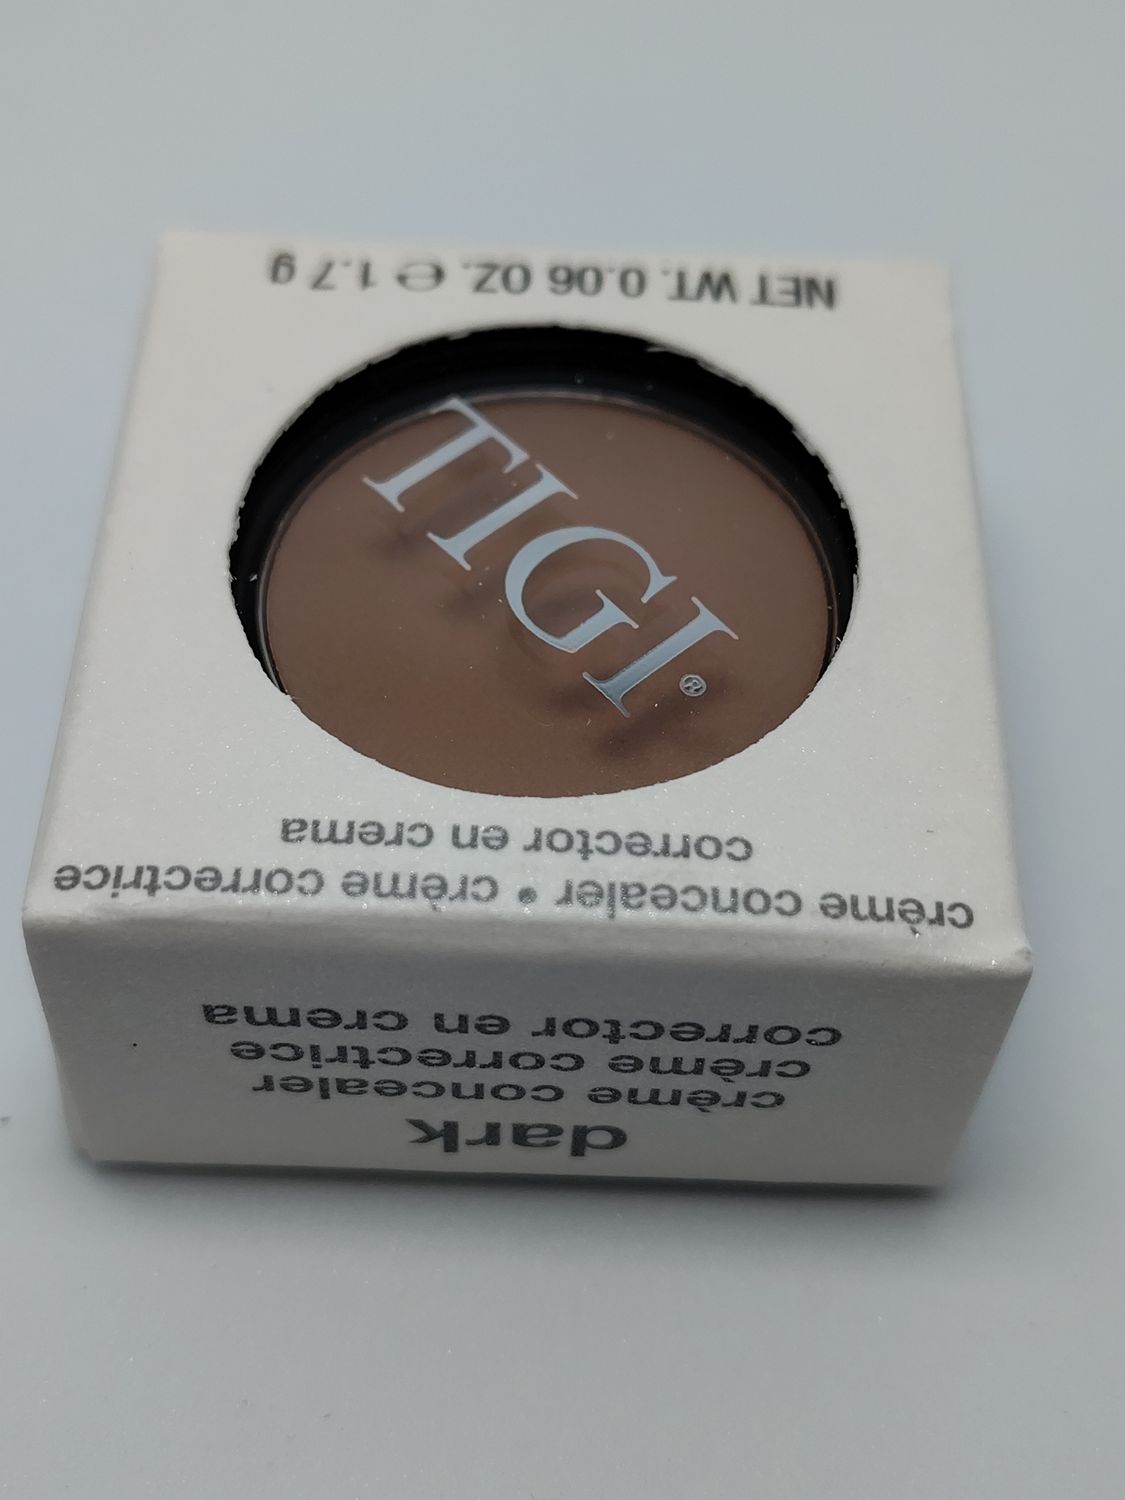 dark
crème concealer
crème correctrice
corrector en crema
crème concealer • crème correctrice
corrector en crema
TIGI®
NET WT. 0.06 OZ. ℮ 1.7 g